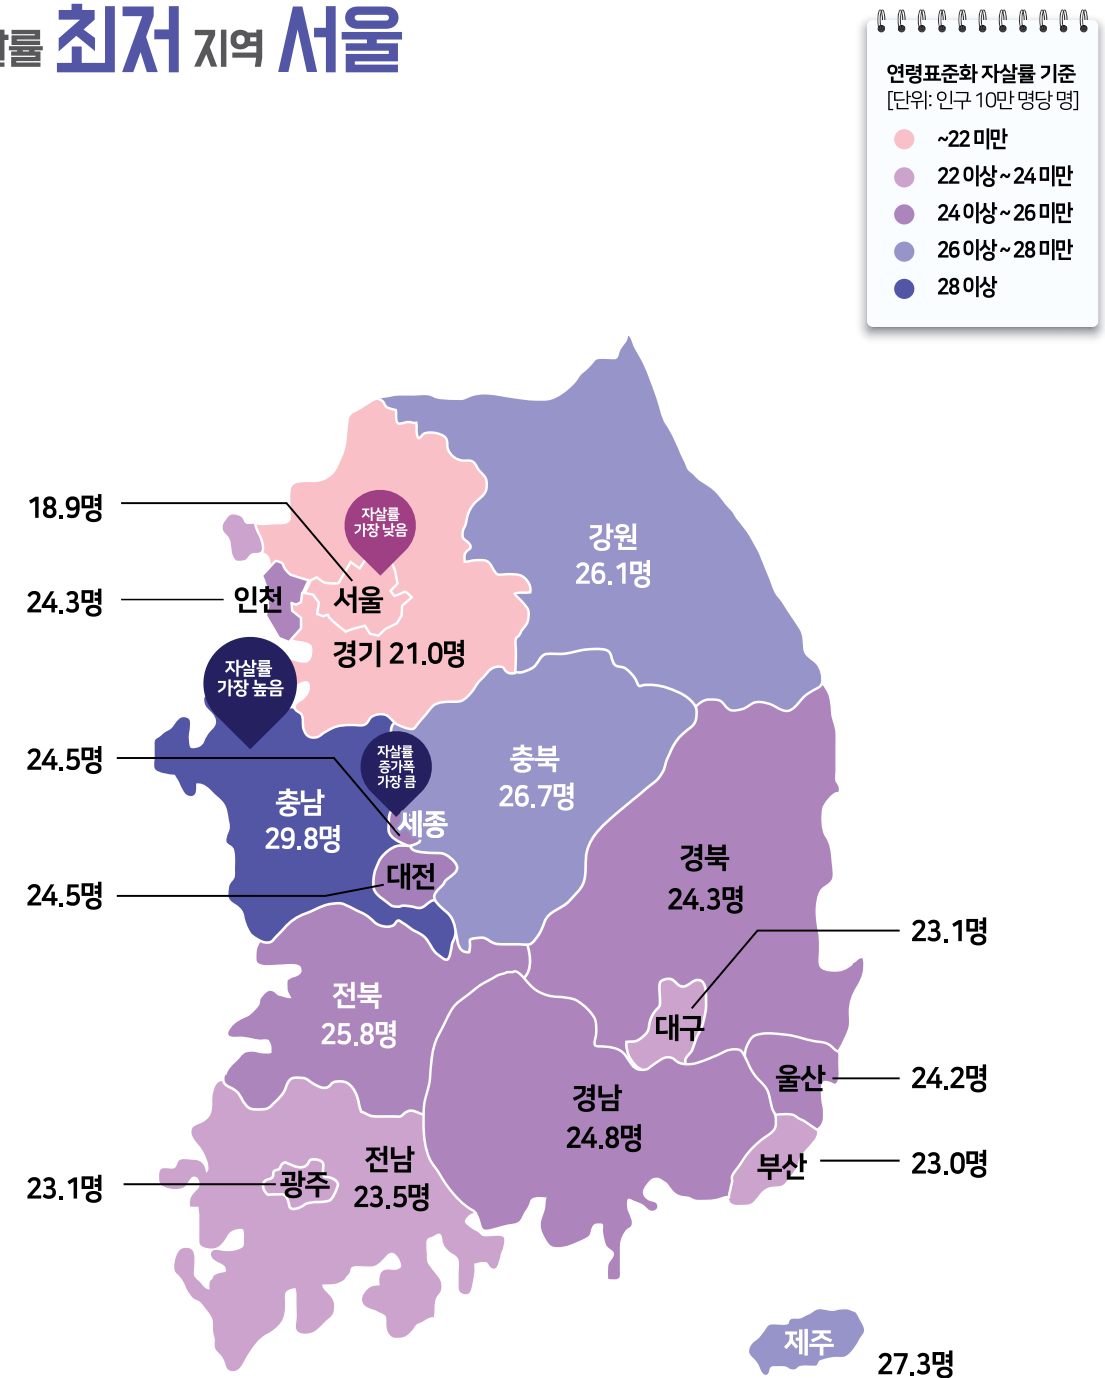 최저 지역 서울
연령표준화 자살률 기준
[단위: 인구 10만 명당 명]
~22 미만
22 이상 ~ 24 미만
24 이상 ~ 26 미만
26 이상 ~ 28 미만
28 이상
18.9명
자살률
가장 낮음
강원
26.1명
24.3명
인천
서울
경기 21.0명
자살률
가장 높음
24.5명
자살률
증가폭
가장 큼
충북
26.7명
충남
29.8명
세종
경북
24.3명
대전
24.5명
23.1명
전북
25.8명
대구
울산
24.2명
경남
24.8명
전남
23.5명
부산
23.0명
23.1명
광주
제주
27.3명